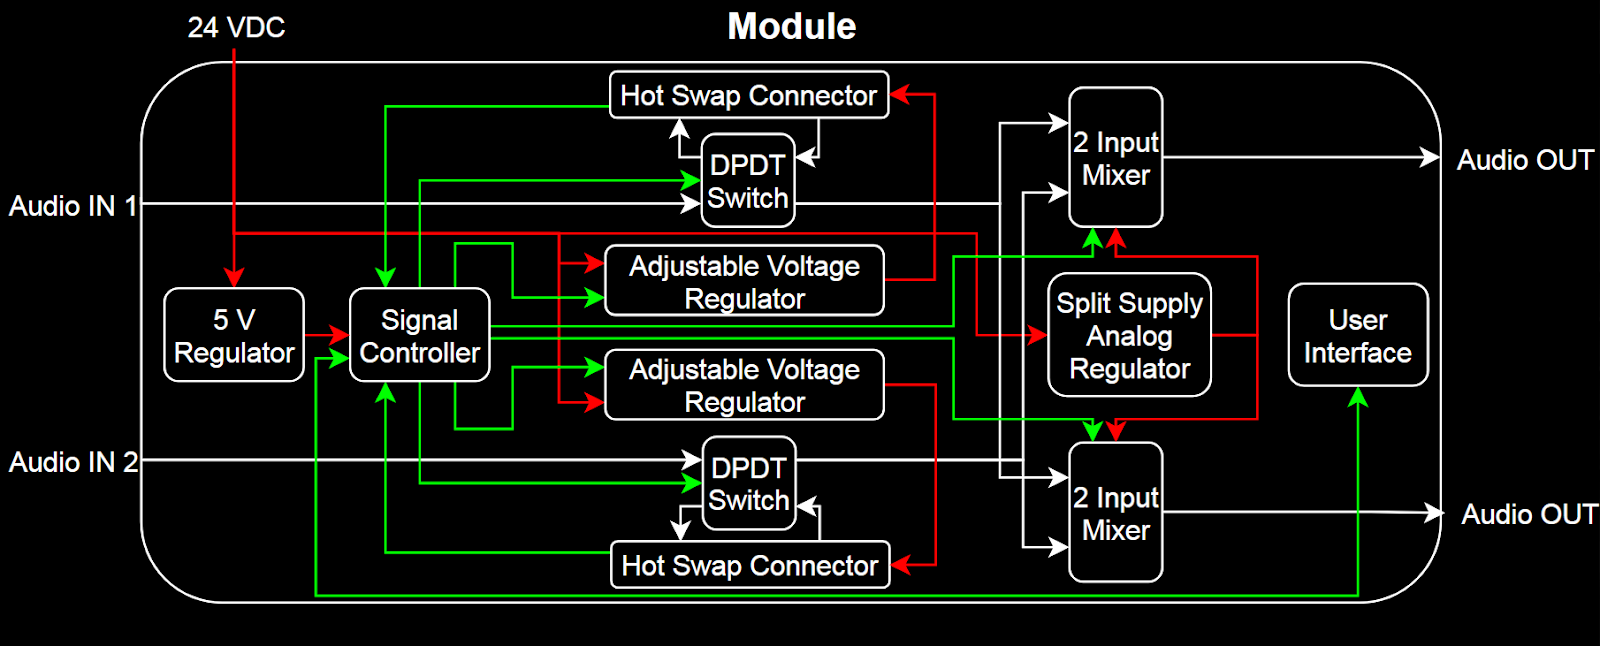 24 VDC
Module
Hot Swap Connector
DPDT
Switch
2 Input
Mixer
Audio OUT
Audio IN 1
Adjustable Voltage
Regulator
5 V
Regulator
Signal
Controller
Split Supply
Analog
Regulator
User
Interface
Adjustable Voltage
Regulator
Audio IN 2
DPDT
Switch
2 Input
Mixer
Audio OUT
Hot Swap Connector